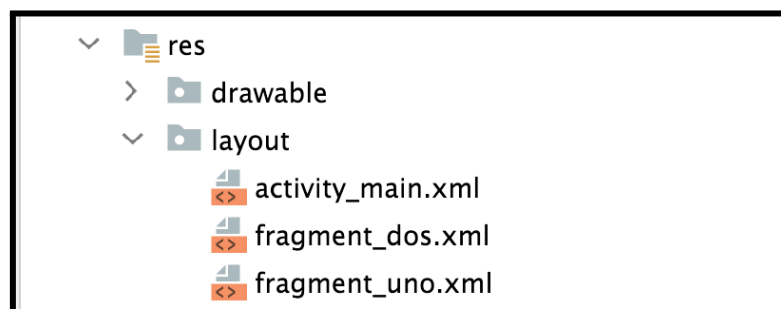 res
drawable
layout
activity_main.xml
fragment_dos.xml
fragment_uno.xml